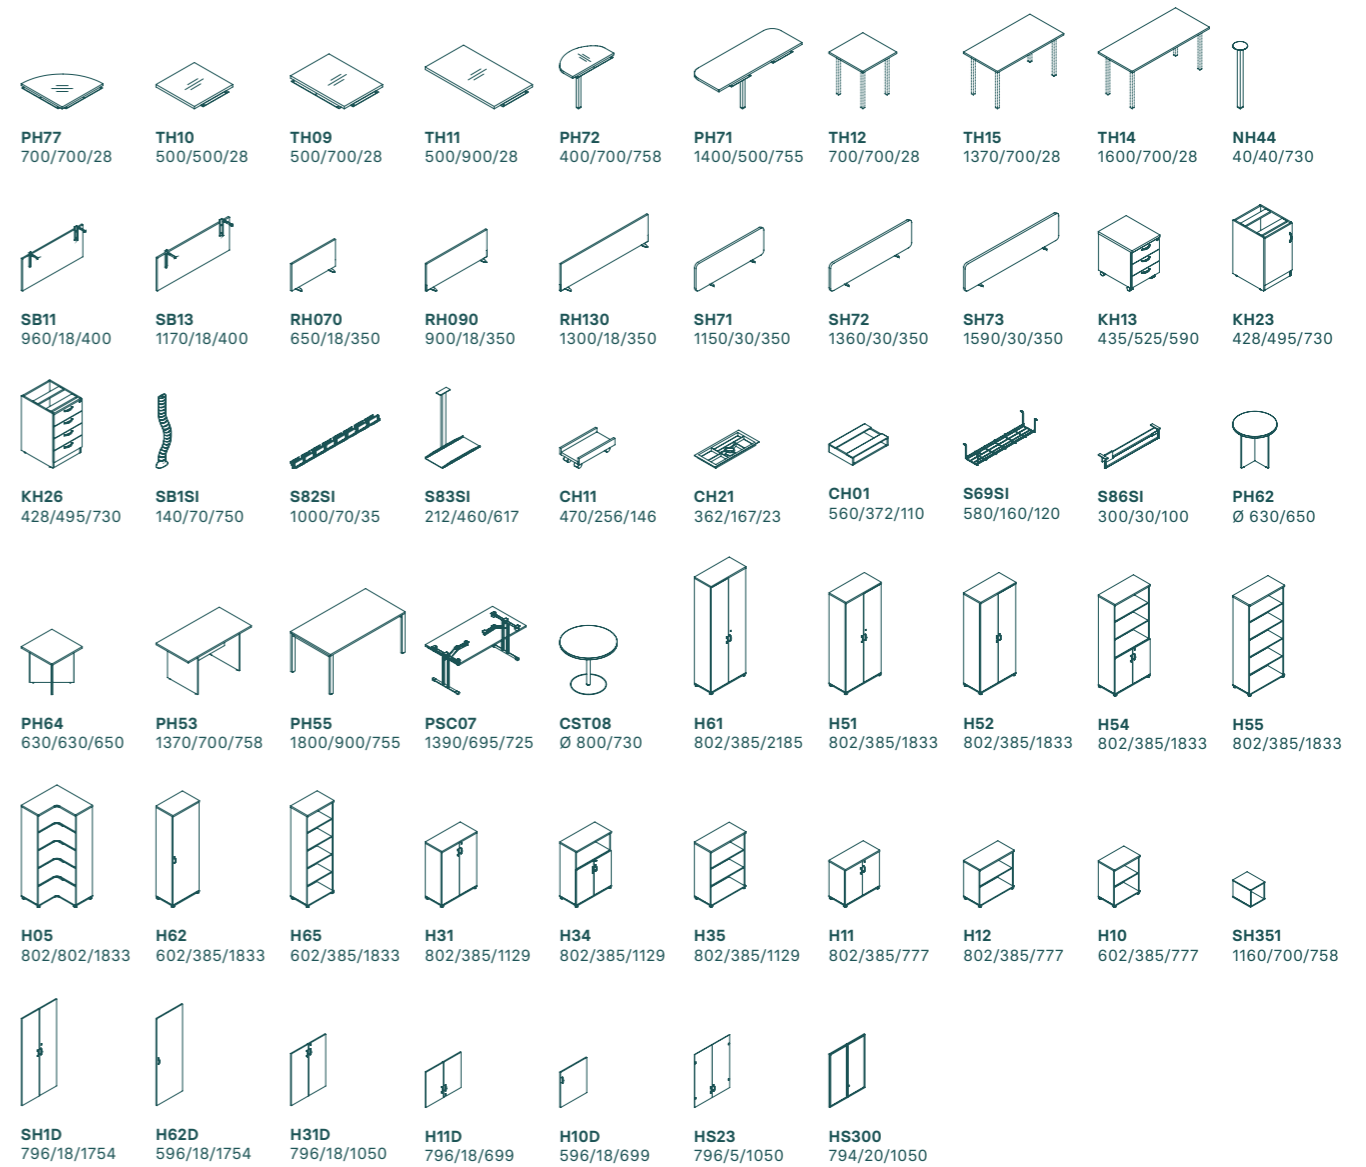 PH77
700/700/28
TH10
500/500/28
TH09
500/700/28
TH11
500/900/28
PH72
400/700/758
PH71
1400/500/755
TH12
700/700/28
TH15
1370/700/28
TH14
1600/700/28
NH44
40/40/730
SB11
960/18/400
SB13
1170/18/400
RH070
650/18/350
RH090
900/18/350
RH130
1300/18/350
SH71
1150/30/350
SH72
1360/30/350
SH73
1590/30/350
KH13
435/525/590
KH23
428/495/730
KH26
428/495/730
SB1SI
140/70/750
S82SI
1000/70/35
S83SI
212/460/617
CH11
470/256/146
CH21
362/167/23
CH01
560/372/110
S69SI
580/160/120
S86SI
300/30/100
PH62
Ø 630/650
PH64
630/630/650
PH53
1370/700/758
PH55
1800/900/755
PSC07
1390/695/725
CST08
Ø 800/730
H61
802/385/2185
H51
802/385/1833
H52
802/385/1833
H54
802/385/1833
H55
802/385/1833
H05
802/802/1833
H62
602/385/1833
H65
602/385/1833
H31
802/385/1129
H34
802/385/1129
H35
802/385/1129
H11
802/385/777
H12
802/385/777
H10
602/385/777
SH351
1160/700/758
SH1D
796/18/1754
H62D
596/18/1754
H31D
796/18/1050
H11D
796/18/699
H10D
596/18/699
HS23
796/5/1050
HS300
794/20/1050